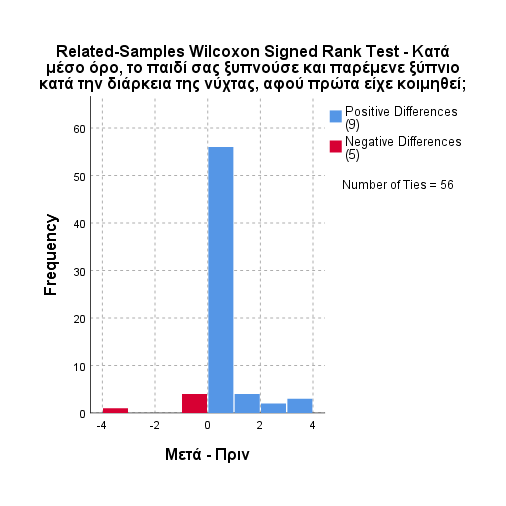 Related-Samples Wilcoxon Signed Rank Test - Κατά
μέσο όρο, το παιδί σας ξυπνούσε και παρέμενε ξύπνιο
κατά την διάρκεια της νύχτας, αφού πρώτα είχε κοιμηθεί;
Positive Differences
(9)
Negative Differences
(5)
Number of Ties = 56
Frequency
60
50
40
30
20
10
0
-4 -2 0 2 4
Μετά - Πριν